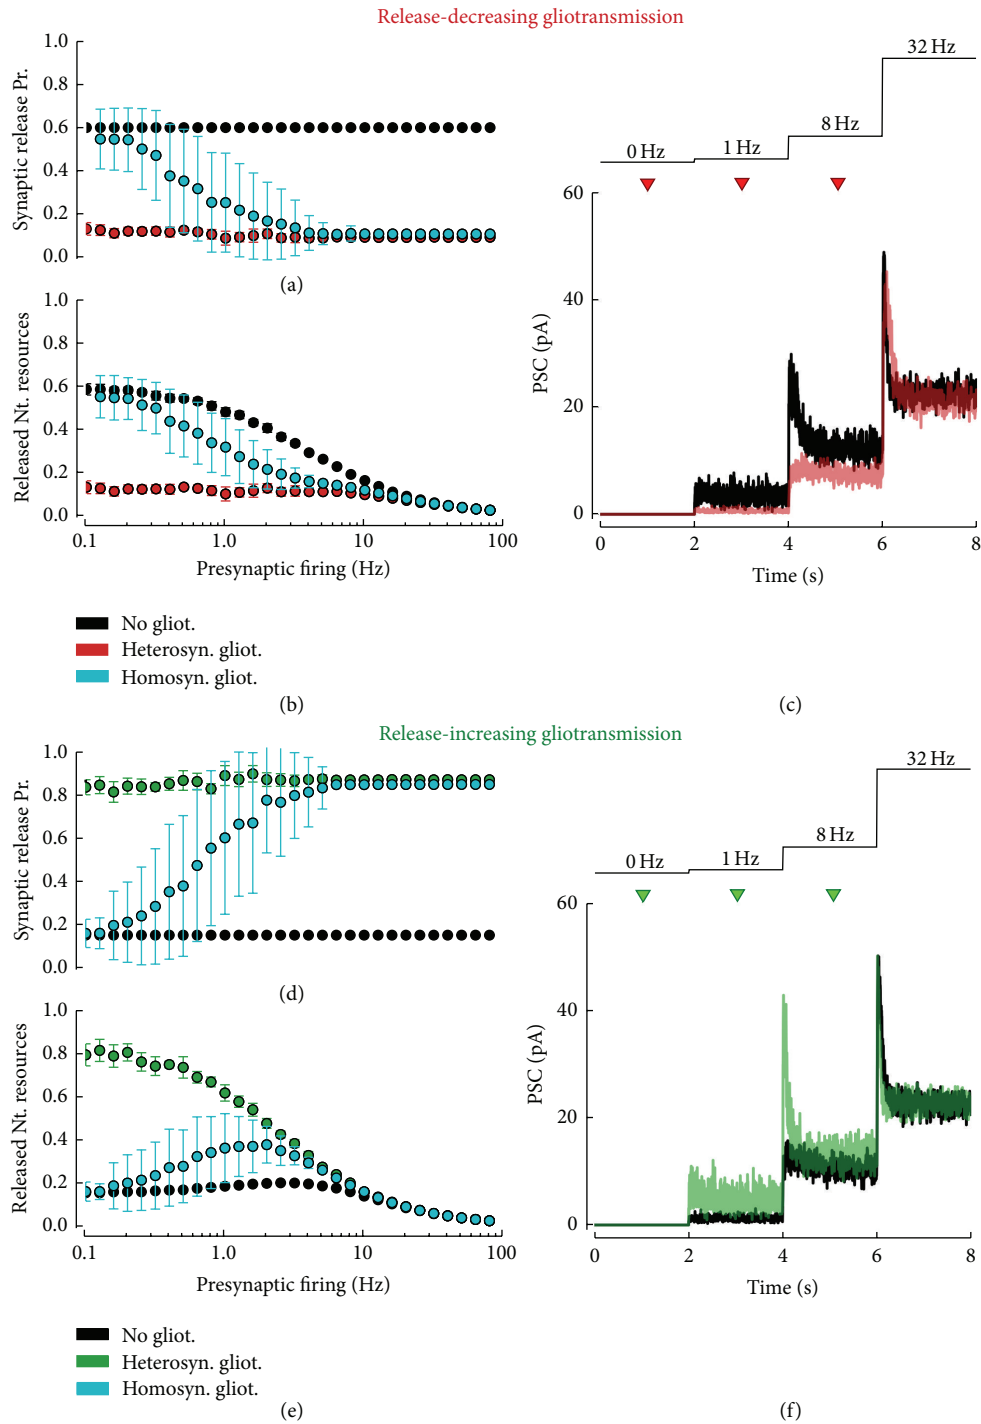 Release-decreasing gliotransmission
Synaptic release Pr.
1.0
0.8
0.6
0.4
0.2
0.0
(a)
Released Nt. resources
1.0
0.8
0.6
0.4
0.2
0.0
0.1 1.0 10 100
Presynaptic firing (Hz)
No gliot.
Heterosyn. gliot.
Homosyn. gliot.
(b)
0 Hz 1 Hz 8 Hz 32 Hz
PSC (pA)
60
40
20
0
0 2 4 6 8
Time (s)
(c)
Release-increasing gliotransmission
Synaptic release Pr.
1.0
0.8
0.6
0.4
0.2
0.0
(d)
Released Nt. resources
1.0
0.8
0.6
0.4
0.2
0.0
0.1 1.0 10 100
Presynaptic firing (Hz)
No gliot.
Heterosyn. gliot.
Homosyn. gliot.
(e)
0 Hz 1 Hz 8 Hz 32 Hz
PSC (pA)
60
40
20
0
0 2 4 6 8
Time (s)
(f)